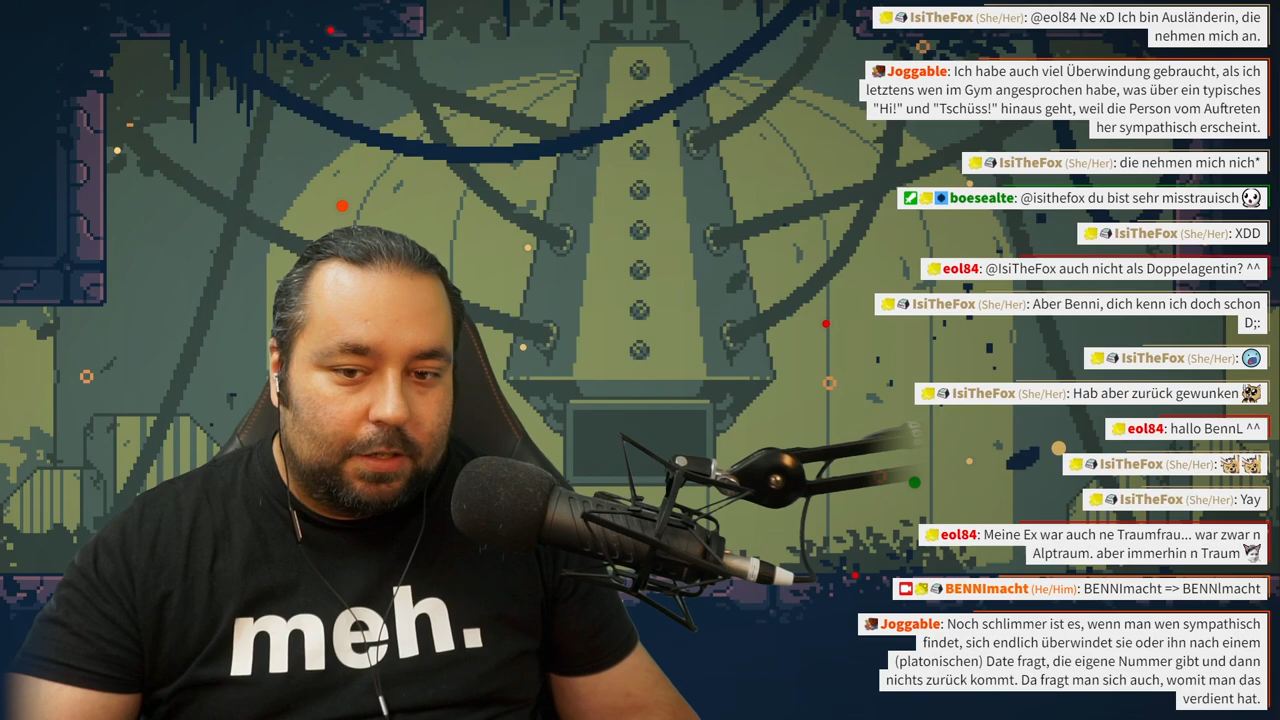 IsiTheFox (She/Her): @eol84 Ne xD Ich bin Ausländerin, die
nehmen mich an.
Joggable: Ich habe auch viel Überwindung gebraucht, als ich
letztens wen im Gym angesprochen habe, was über ein typisches
"Hi!" und "Tschüss!" hinaus geht, weil die Person vom Auftreten
her sympathisch erscheint.
IsiTheFox (She/Her): die nehmen mich nich*
boesealte: @isithefox du bist sehr misstrauisch
IsiTheFox (She/Her): XDD
eol84: @IsiTheFox auch nicht als Doppelagentin? ^^
IsiTheFox (She/Her): Aber Benni, dich kenn ich doch schon
D;:
IsiTheFox (She/Her):
IsiTheFox (She/Her): Hab aber zurück gewunken
eol84: hallo BennL ^^
IsiTheFox (She/Her):
IsiTheFox (She/Her): Yay
eol84: Meine Ex war auch ne Traumfrau... war zwar n
Alptraum. aber immerhin n Traum
BENNImacht (He/Him): BENNImacht => BENNlmacht
Joggable: Noch schlimmer ist es, wenn man wen sympathisch
findet, sich endlich überwindet sie oder ihn nach einem
(platonischen) Date fragt, die eigene Nummer gibt und dann
nichts zurück kommt. Da fragt man sich auch, womit man das
verdient hat.
meh.